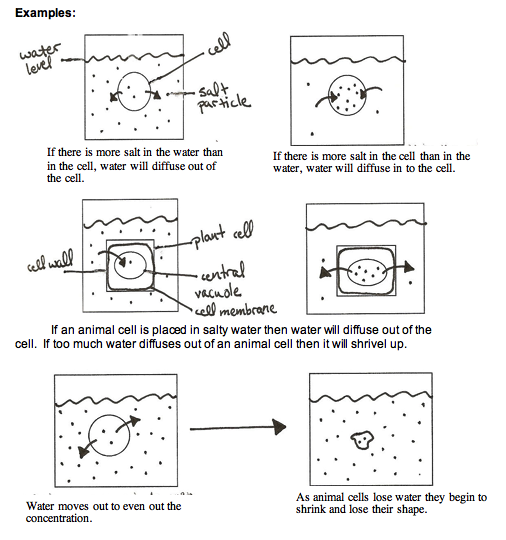 Examples:
water
level
cell
salt
particle
If there is more salt in the water than
in the cell, water will diffuse out of
the cell.
If there is more salt in the cell than in the
water, water will diffuse in to the cell.
plant cell
cell wall
central
vacuole
cell membrane
If an animal cell is placed in salty water then water will diffuse out of the
cell. If too much water diffuses out of an animal cell then it will shrivel up.
Water moves out to even out the
concentration.
As animal cells lose water they begin to
shrink and lose their shape.